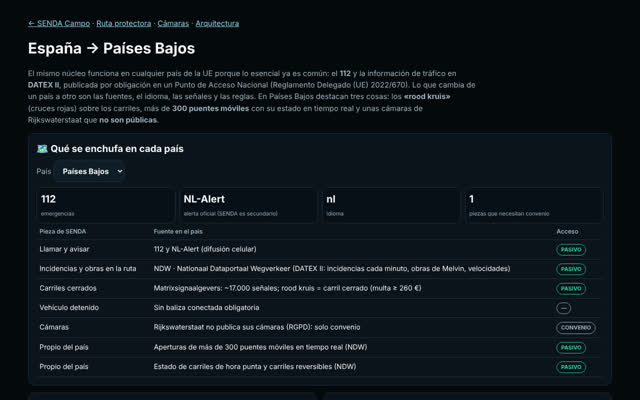 ← SENDA Campo · Ruta protectora · Cámaras · Arquitectura
España → Países Bajos
El mismo núcleo funciona en cualquier país de la UE porque lo esencial ya es común: el 112 y la información de tráfico en
DATEX II, publicada por obligación en un Punto de Acceso Nacional (Reglamento Delegado (UE) 2022/670). Lo que cambia de
un país a otro son las fuentes, el idioma, las señales y las reglas. En Países Bajos destacan tres cosas: los «rood kruis»
(cruces rojas) sobre los carriles, más de 300 puentes móviles con su estado en tiempo real y unas cámaras de
Rijkswaterstaat que no son públicas.
Qué se enchufa en cada país
País Países Bajos
112 NL-Alert nl 1
emergencias alerta oficial (SENDA es secundario) idioma piezas que necesitan convenio
Pieza de SENDA Fuente en el país Acceso
Llamar y avisar 112 y NL-Alert (difusión celular) PASIVO
Incidencias y obras en la ruta NDW · Nationaal Dataportaal Wegverkeer (DATEX II: incidencias cada minuto, obras de Melvin, velocidades) PASIVO
Carriles cerrados Matrixsignaalgevers: ~17.000 señales; rood kruis = carril cerrado (multa ≥ 260 €) PASIVO
Vehículo detenido Sin baliza conectada obligatoria —
Cámaras Rijkswaterstaat no publica sus cámaras (RGPD): solo convenio CONVENIO
Propio del país Aperturas de más de 300 puentes móviles en tiempo real (NDW) PASIVO
Propio del país Estado de carriles de hora punta y carriles reversibles (NDW) PASIVO